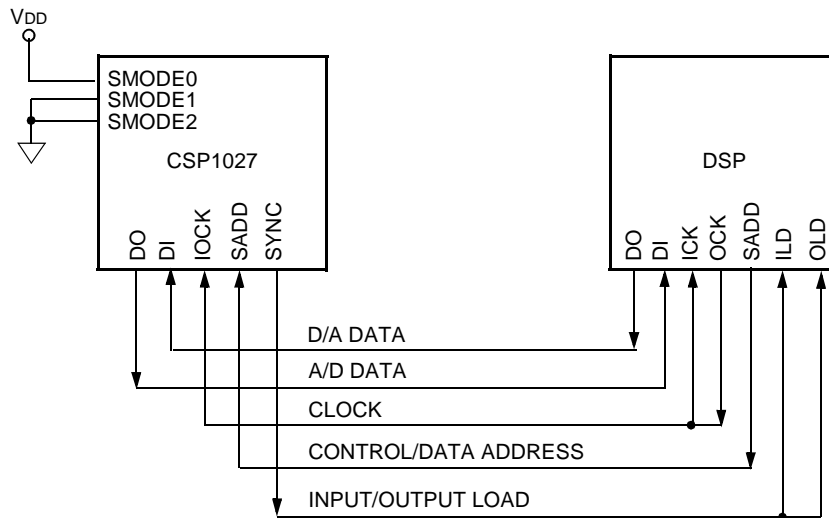 VDD
SMODE0
SMODE1
SMODE2
CSP1027
DSP
DO
DI
IOCK
SADD
SYNC
DO
DI
ICK
OCK
SADD
ILD
OLD
D/A DATA
A/D DATA
CLOCK
CONTROL/DATA ADDRESS
INPUT/OUTPUT LOAD